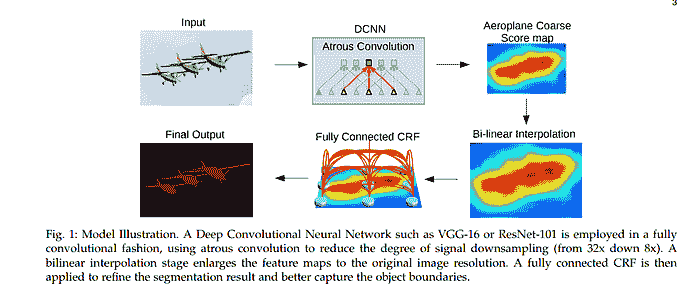 3
Input
DCNN
Atrous Convolution
Aeroplane Coarse
Score map
Final Output
Fully Connected CRF
Bi-linear Interpolation
Fig. 1: Model Illustration. A Deep Convolutional Neural Network such as VGG-16 or ResNet-101 is employed in a fully
convolutional fashion, using atrous convolution to reduce the degree of signal downsampling (from 32x down 8x). A
bilinear interpolation stage enlarges the feature maps to the original image resolution. A fully connected CRF is then
applied to refine the segmentation result and better capture the object boundaries.